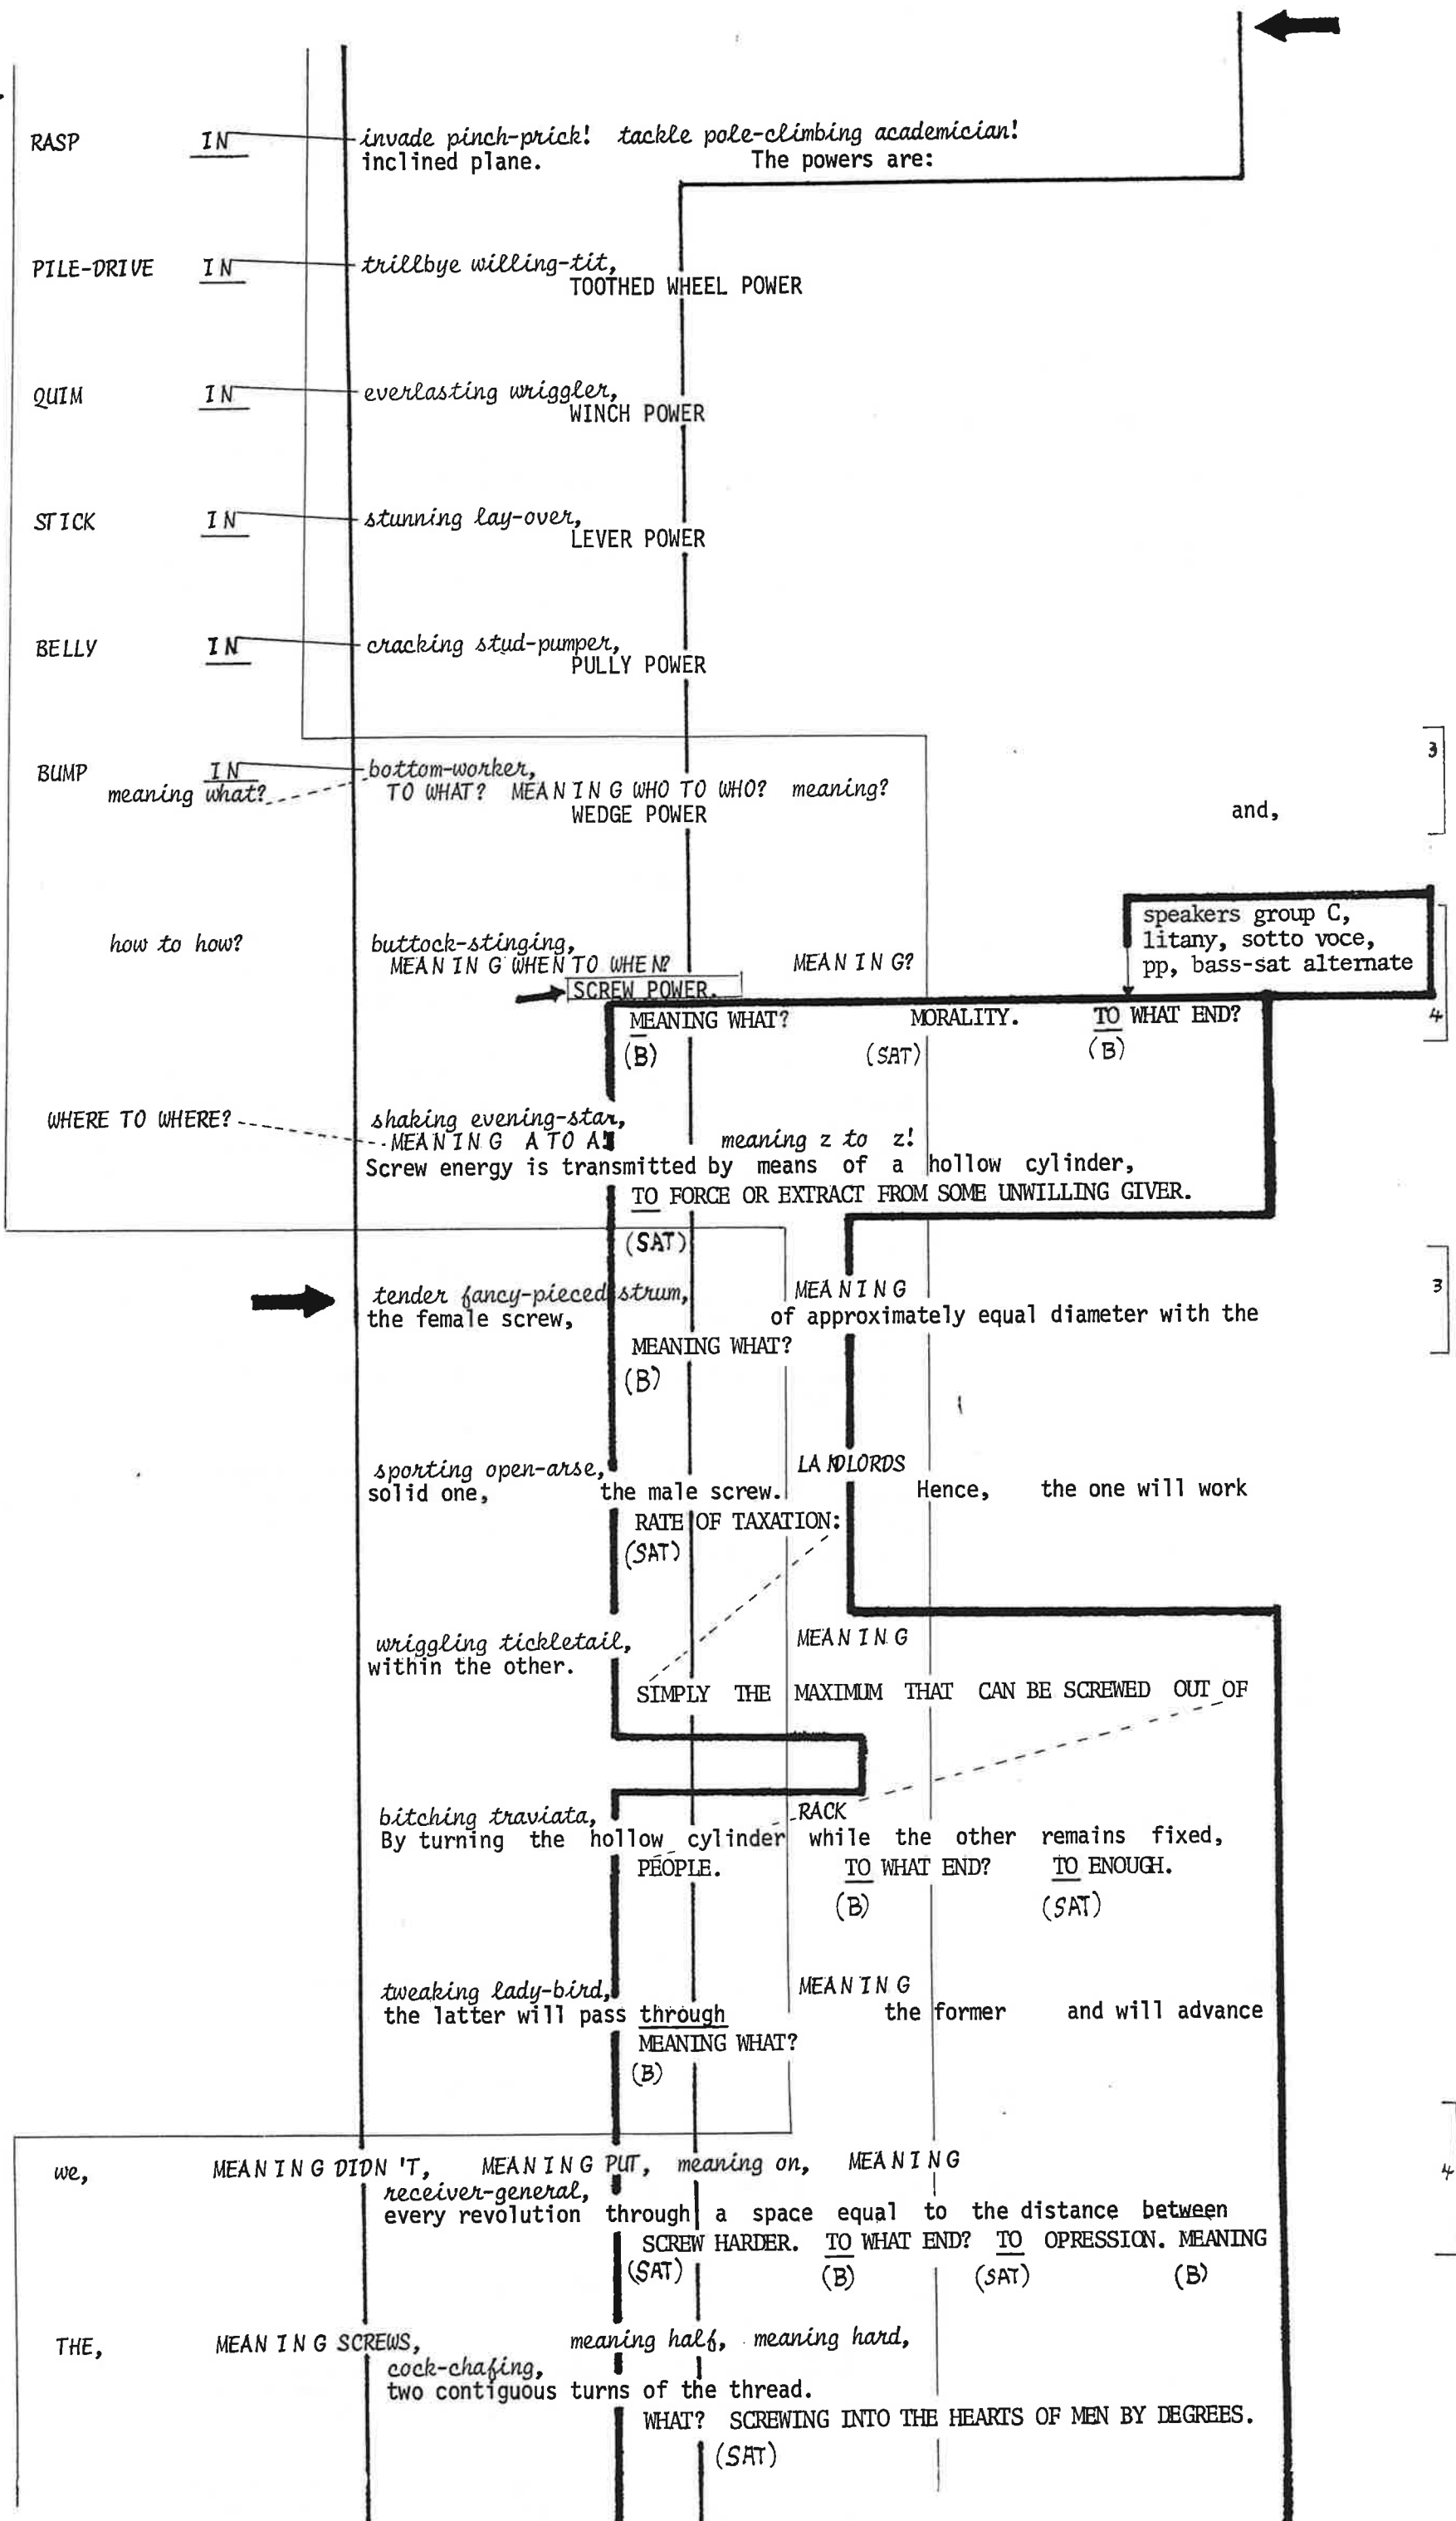 RASP IN invade pinch-prick! tackle pole-climbing academician!
inclined plane. The powers are:
PILE-DRIVE IN trillbye willing-tit,
TOOTHED WHEEL POWER
QUIM IN everlasting wriggler,
WINCH POWER
STICK IN stunning lay-over,
LEVER POWER
BELLY IN cracking stud-pumper,
PULLY POWER
3
BUMP IN bottom-worker,
meaning what? TO WHAT? MEANING WHO TO WHO? meaning?
WEDGE POWER and,
speakers group C,
litany, sotto voce,
pp, bass-sat alternate
how to how? buttock-stinging,
MEANING WHEN TO WHEN? MEANING?
SCREW POWER.
MEANING WHAT? MORALITY. TO WHAT END? 4
(B) (SAT) (B)
WHERE TO WHERE? shaking evening-star,
MEANING A TO A! meaning z to z!
Screw energy is transmitted by means of a hollow cylinder,
TO FORCE OR EXTRACT FROM SOME UNWILLING GIVER.
(SAT)
tender fancy-pieced strum, MEANING 3
the female screw, of approximately equal diameter with the
MEANING WHAT?
(B)
sporting open-arse, LANDLORDS
solid one, the male screw. Hence, the one will work
RATE OF TAXATION:
(SAT)
wriggling tickletail, MEANING
within the other.
SIMPLY THE MAXIMUM THAT CAN BE SCREWED OUT OF
bitching traviata, RACK
By turning the hollow cylinder while the other remains fixed,
PEOPLE. TO WHAT END? TO ENOUGH.
(B) (SAT)
tweaking lady-bird, MEANING
the latter will pass through the former and will advance
MEANING WHAT?
(B)
we, MEANING DIDN'T, MEANING PUT, meaning on, MEANING 4
receiver-general,
every revolution through a space equal to the distance between
SCREW HARDER. TO WHAT END? TO OPRESSION. MEANING
(SAT) (B) (SAT) (B)
THE, MEANING SCREWS, meaning half, meaning hard,
cock-chafing,
two contiguous turns of the thread.
WHAT? SCREWING INTO THE HEARTS OF MEN BY DEGREES.
(SAT)